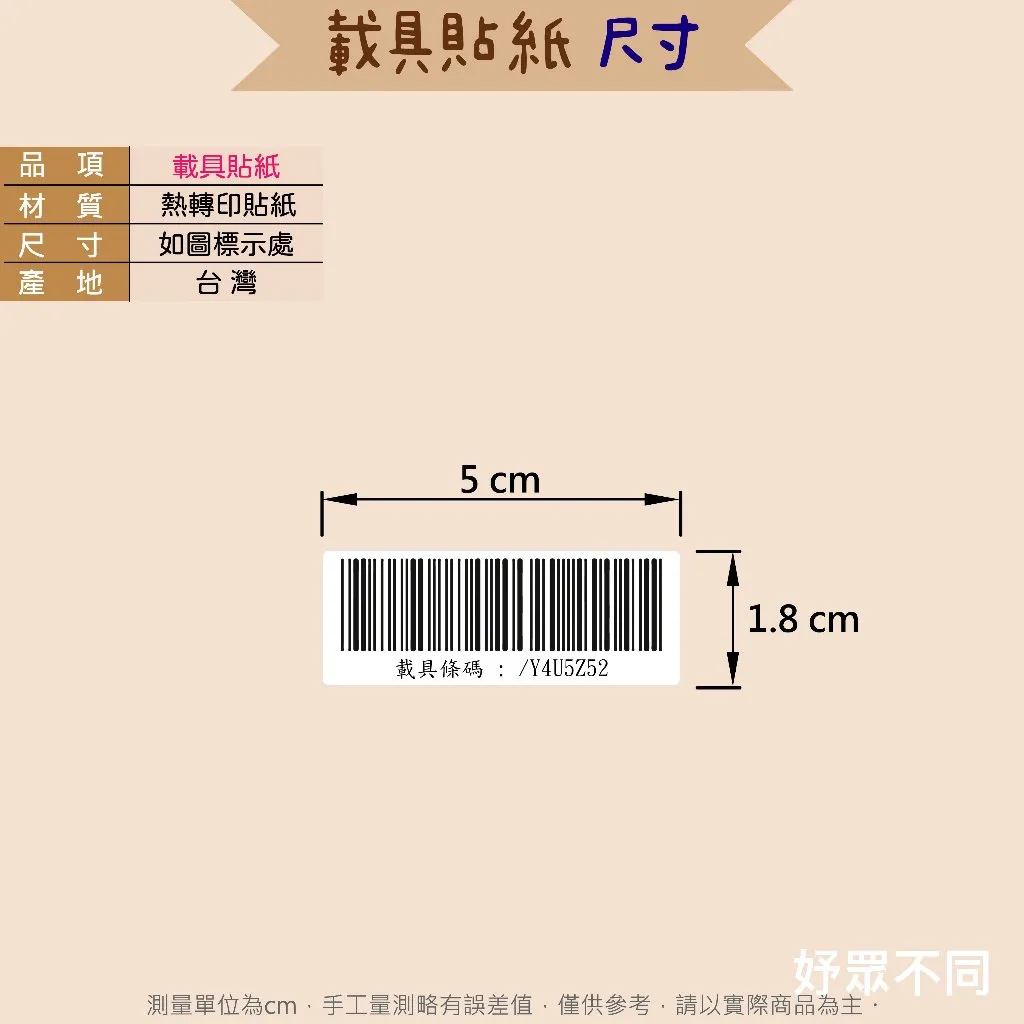 載具貼紙 尺寸
品項 載具貼紙
材質 熱轉印貼紙
尺寸 如圖標示處
產地 台灣
5 cm
1.8 cm
載具條碼 : /Y4U5Z52
妤眾不同
測量單位為cm．手工量測略有誤差值．僅供參考．請以實際商品為主．